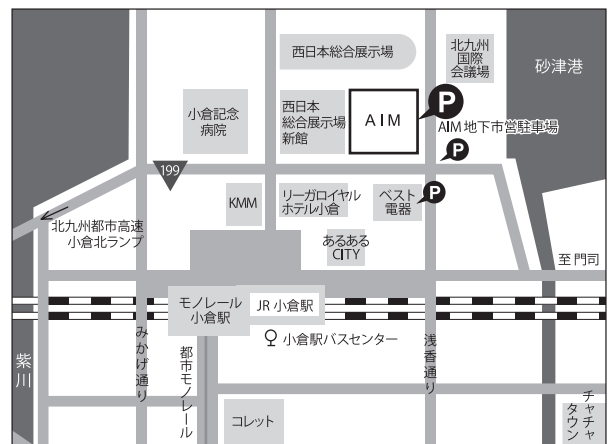 西日本総合展示場
北九州
国際
会議場
砂津港
小倉記念
病院
西日本
総合展示場
新館
AIM
P
AIM地下市営駐車場
P
199
KMM
リーガロイヤル
ホテル小倉
ベスト
電器
P
北九州都市高速
小倉北ランプ
あるある
CITY
至門司
モノレール
小倉駅
JR 小倉駅
小倉駅バスセンター
紫川
みかげ通り
都市モノレール
浅香通り
コレット
チャチャ
タウン